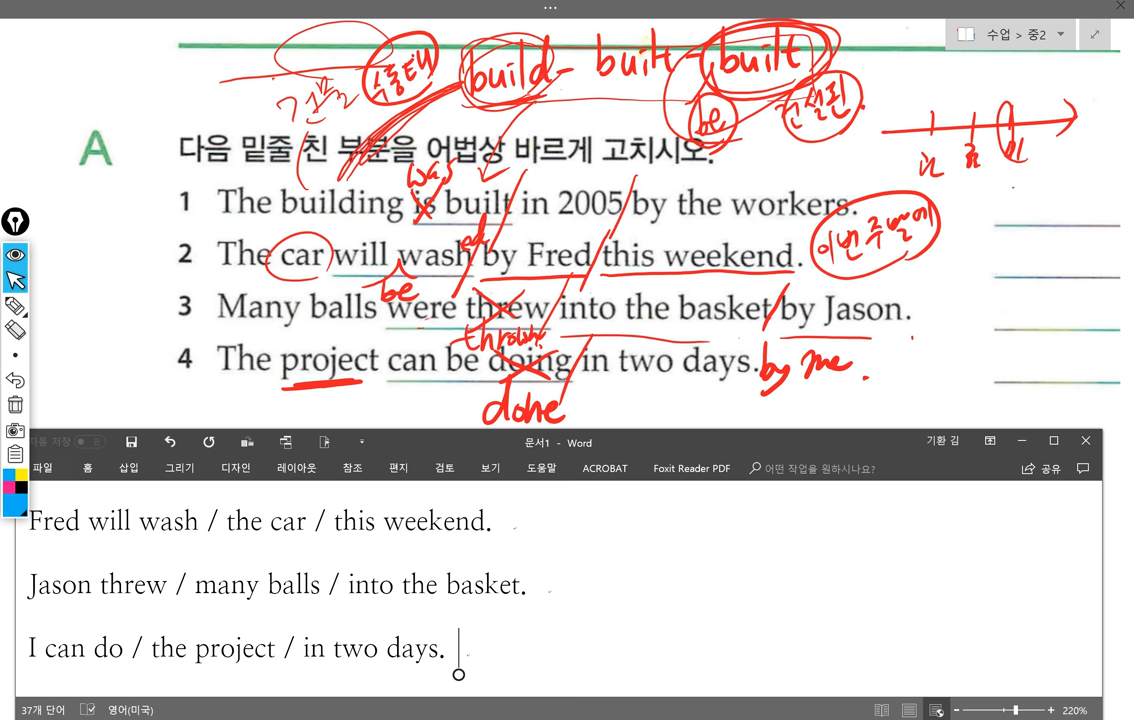 수업 > 중2
수동태 build - built - built
be 건설된
A 다음 밑줄 친 부분을 어법상 바르게 고치시오.
was
1 The building is built in 2005 by the workers.
ed
2 The car will wash by Fred this weekend. 이번 주말에
be
3 Many balls were threw into the basket by Jason.
thrown
4 The project can be doing in two days. by me.
done
자동 저장
문서1 - Word
기환 김
파일 홈 삽입 그리기 디자인 레이아웃 참조 편지 검토 보기 도움말 ACROBAT Foxit Reader PDF 어떤 작업을 원하시나요? 공유
Fred will wash / the car / this weekend.
Jason threw / many balls / into the basket.
I can do / the project / in two days.
37개 단어 영어(미국) 220%